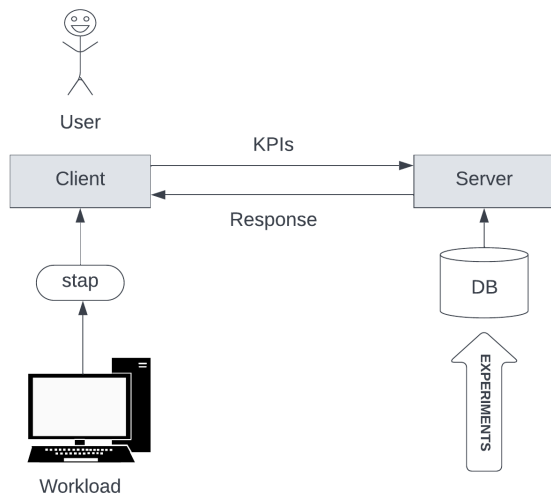 User
KPIs
Client
Server
Response
stap
DB
EXPERIMENTS
Workload